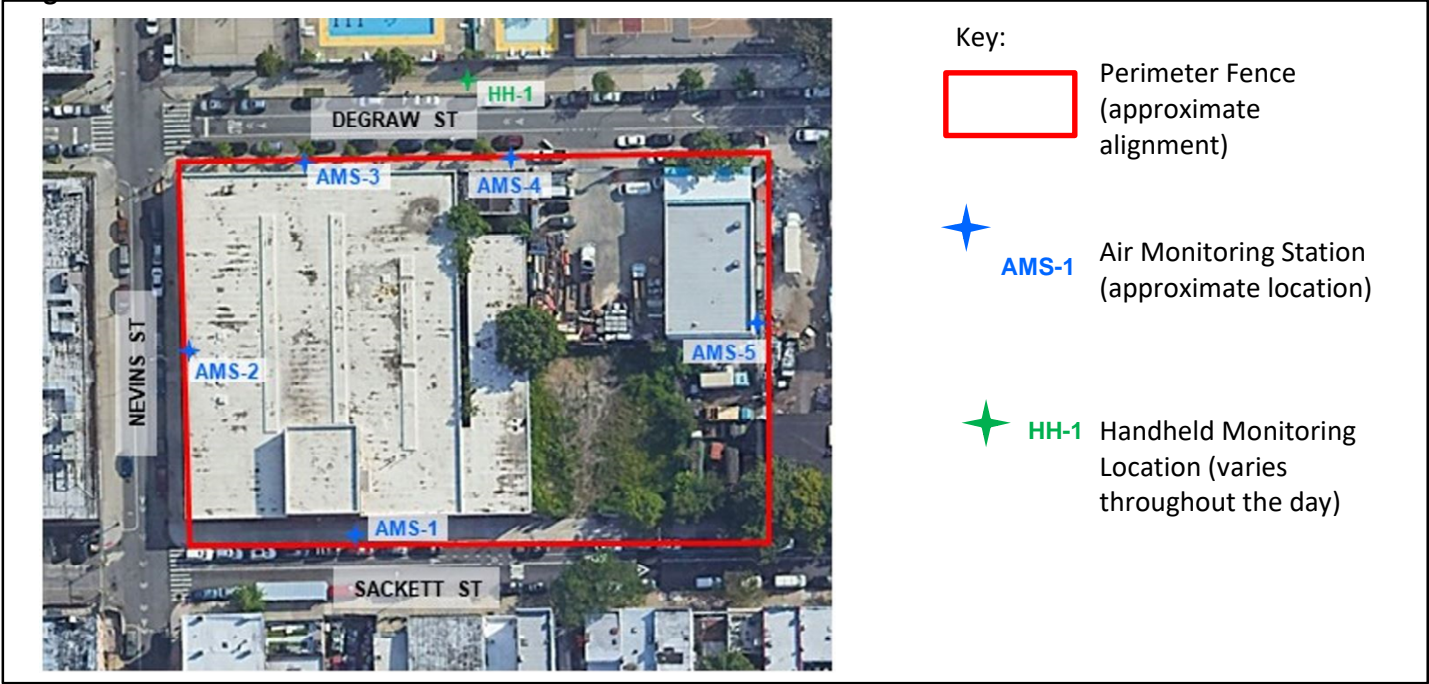 HH-1
DEGRAW ST
AMS-3
AMS-4
NEVINS ST
AMS-2
AMS-5
AMS-1
SACKETT ST
Key:
Perimeter Fence
(approximate
alignment)
AMS-1
Air Monitoring Station
(approximate location)
HH-1
Handheld Monitoring
Location (varies
throughout the day)